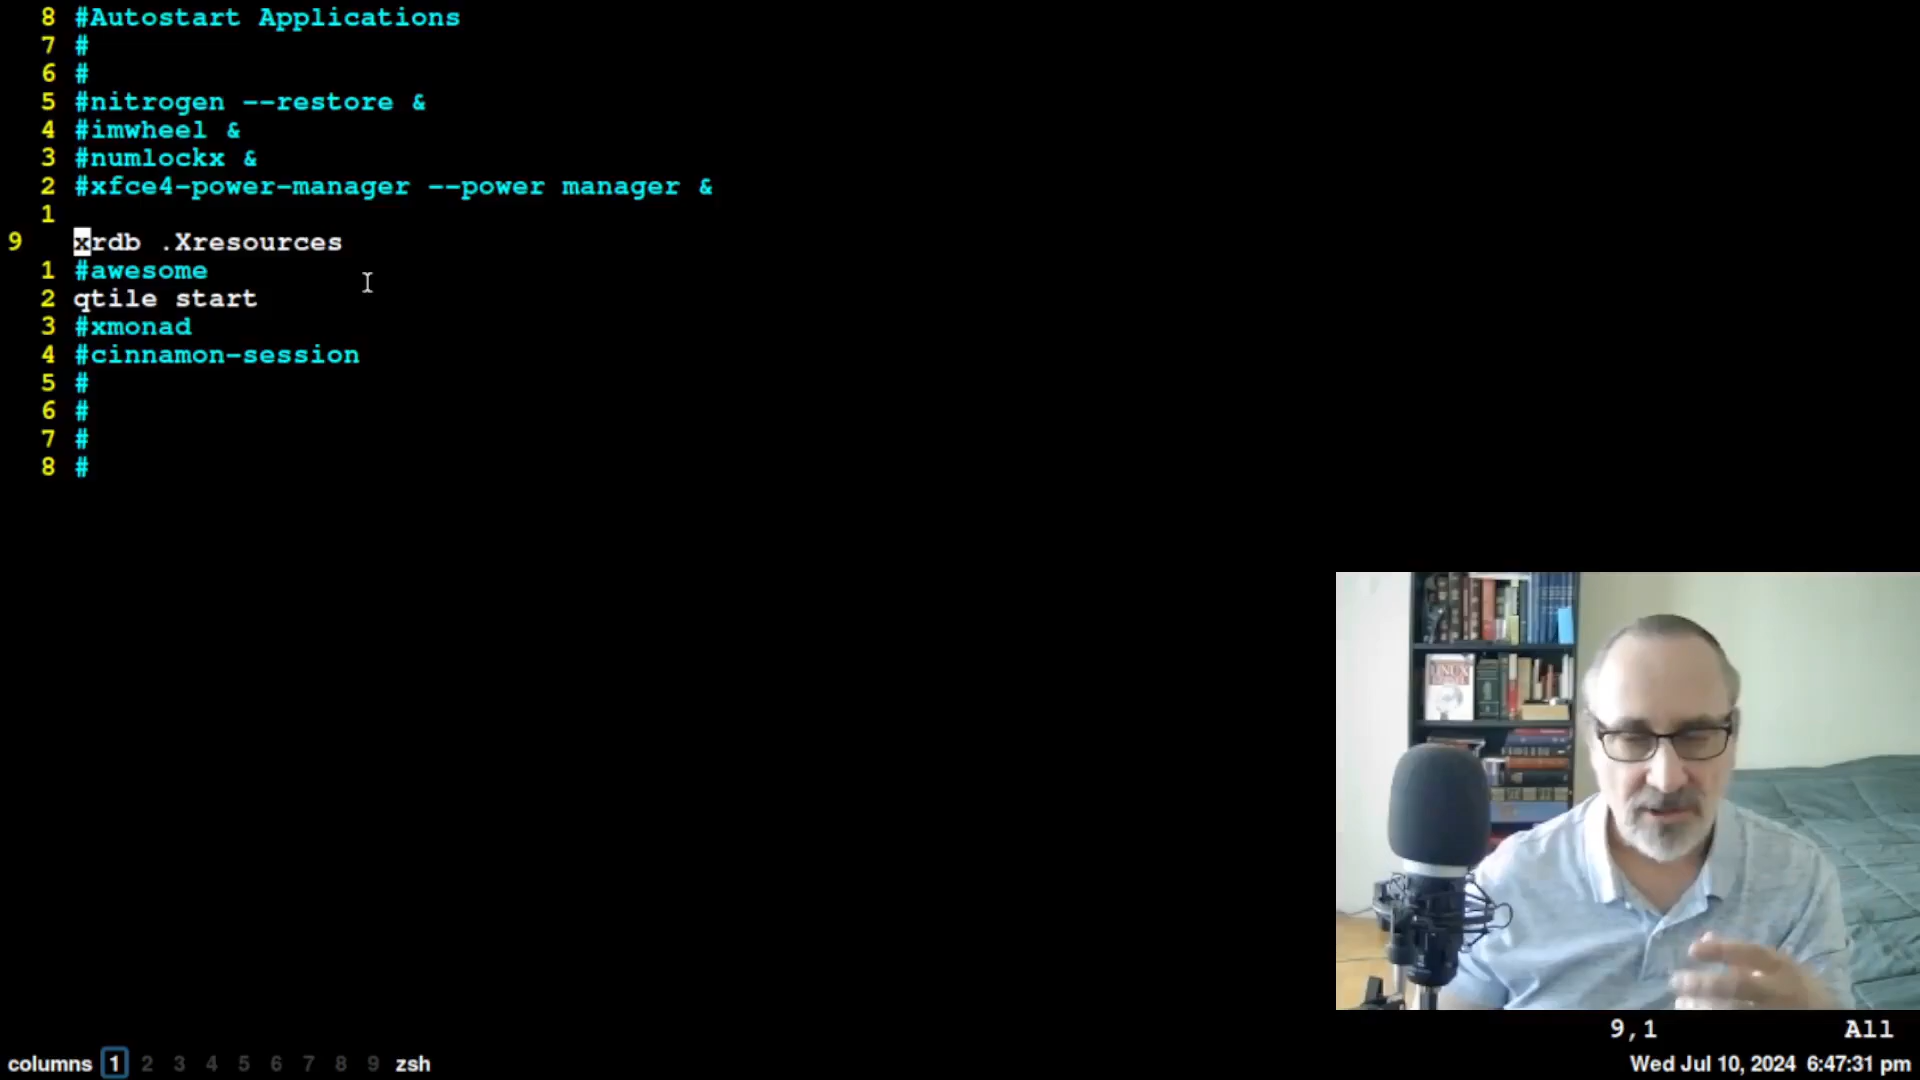 8 #Autostart Applications
7 #
6 #
5 #nitrogen --restore &
4 #imwheel &
3 #numlockx &
2 #xfce4-power-manager --power manager &
1
9 xrdb .Xresources
1 #awesome
2 qtile start
3 #xmonad
4 #cinnamon-session
5 #
6 #
7 #
8 #
LINUX
9,1 All
columns 1 2 3 4 5 6 7 8 9 zsh
Wed Jul 10, 2024 6:47:31 pm